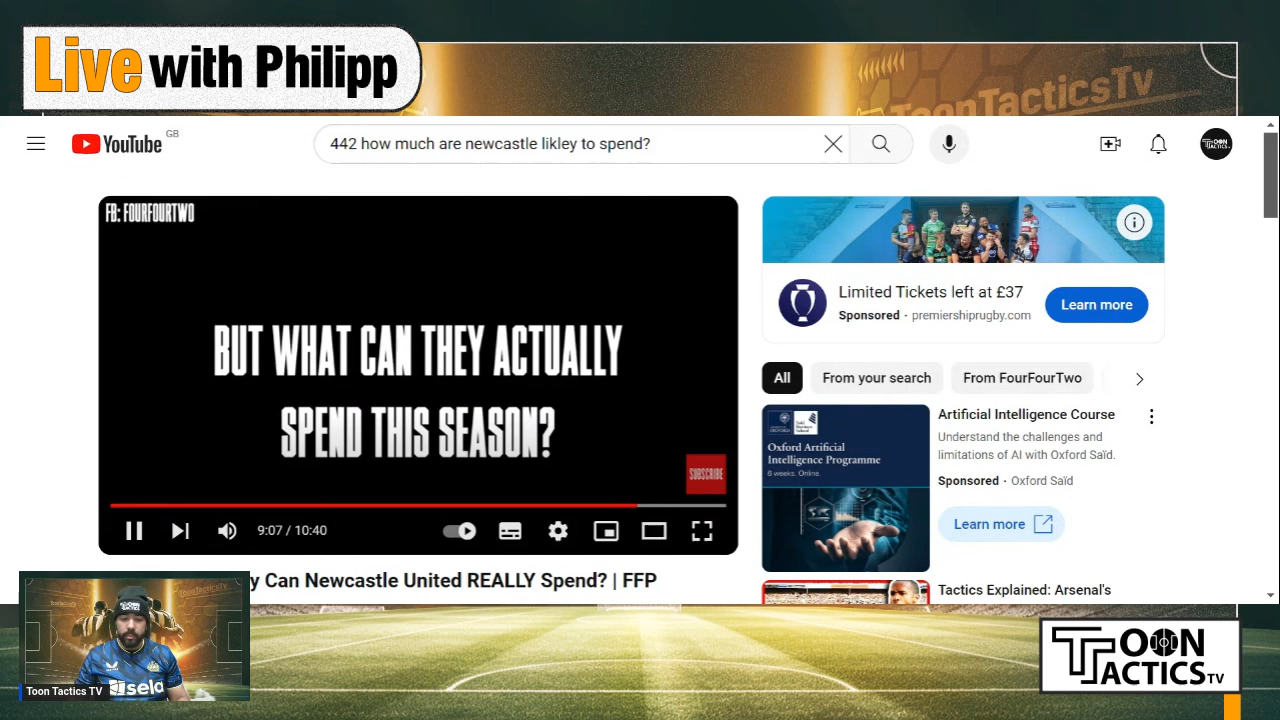 Live with Philipp
ToonTacticsTv
YouTube GB
442 how much are newcastle likley to spend?
FB: FOURFOURTWO
BUT WHAT CAN THEY ACTUALLY
SPEND THIS SEASON?
SUBSCRIBE
9:07 / 10:40
y Can Newcastle United REALLY Spend? | FFP
Limited Tickets left at £37
Sponsored · premiershiprugby.com
Learn more
All
From your search
From FourFourTwo
Oxford Artificial
Intelligence Programme
6 weeks. Online.
Artificial Intelligence Course
Understand the challenges and
limitations of AI with Oxford Saïd.
Sponsored · Oxford Saïd
Learn more
Tactics Explained: Arsenal's
TOON
sela
Toon Tactics TV
TOON
TACTICS TV